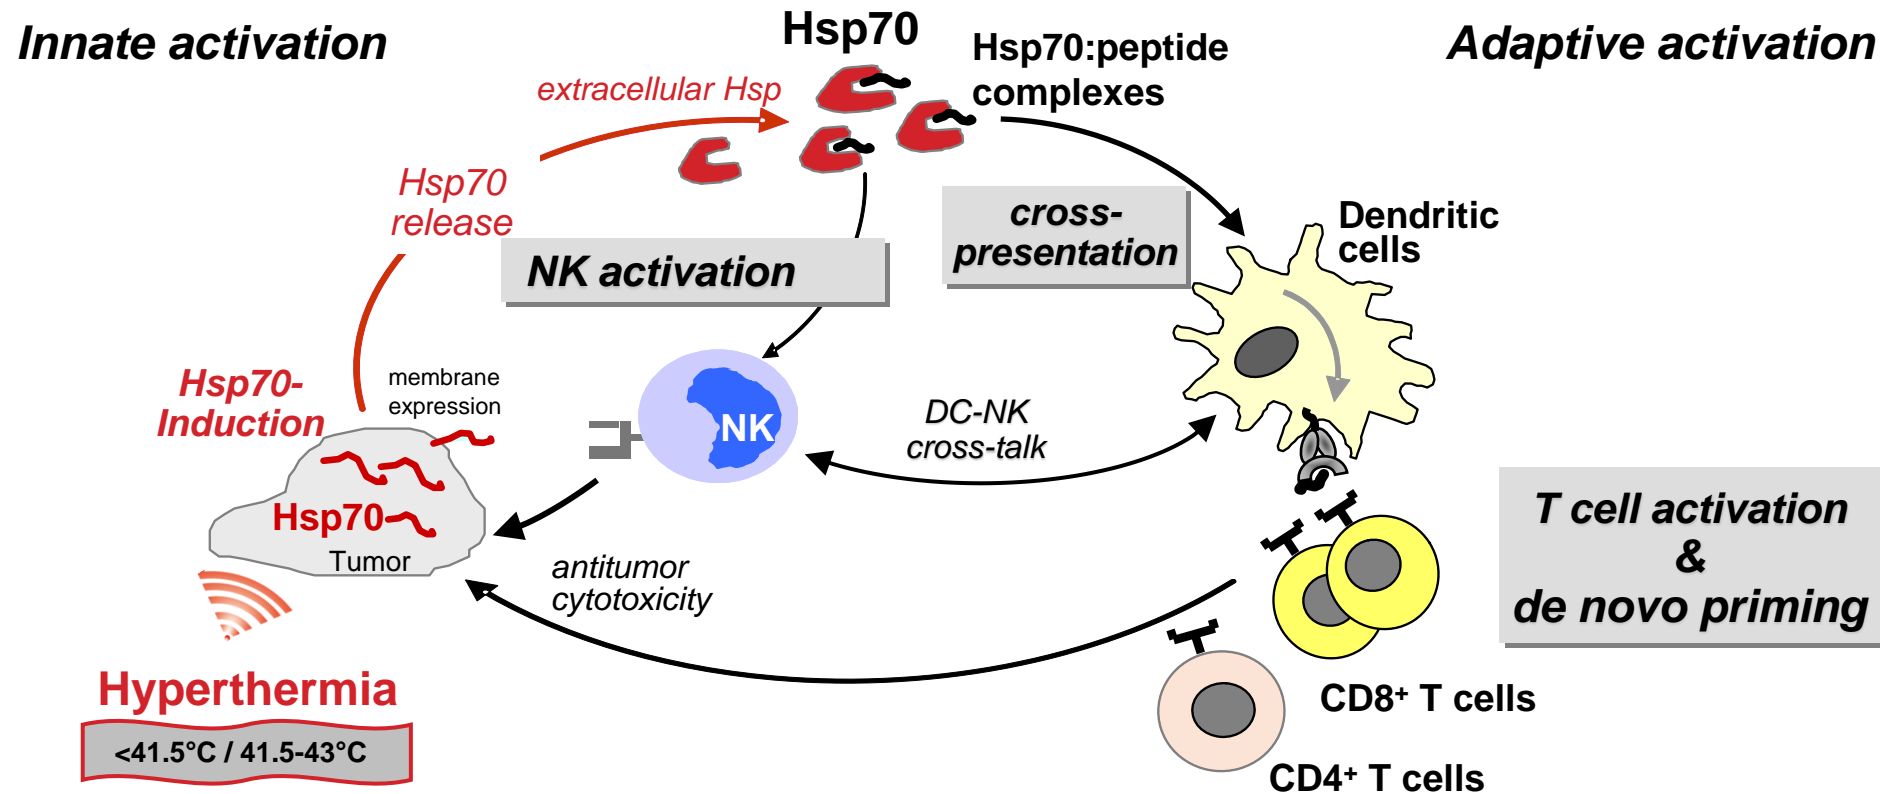 Innate activation
Hsp70
Hsp70:peptide
complexes
Adaptive activation
extracellular Hsp
Hsp70
release
NK activation
cross-
presentation
Dendritic
cells
Hsp70-
Induction
membrane
expression
NK
DC-NK
cross-talk
Hsp70
Tumor
antitumor
cytotoxicity
T cell activation
&
de novo priming
Hyperthermia
<41.5°C / 41.5-43°C
CD8⁺ T cells
CD4⁺ T cells